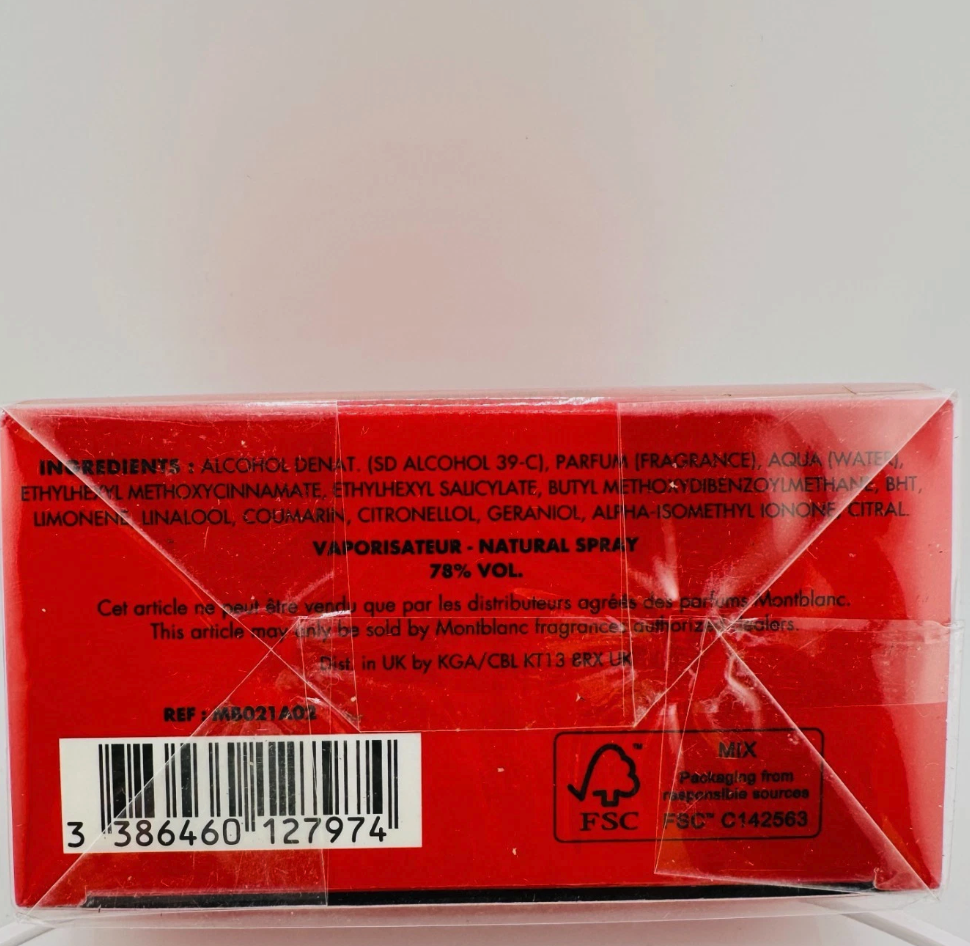 INGREDIENTS : ALCOHOL DENAT. (SD ALCOHOL 39-C), PARFUM (FRAGRANCE), AQUA (WATER),
ETHYLHEXYL METHOXYCINNAMATE, ETHYLHEXYL SALICYLATE, BUTYL METHOXYDIBENZOYLMETHANE, BHT,
LIMONENE, LINALOOL, COUMARIN, CITRONELLOL, GERANIOL, ALPHA-ISOMETHYL IONONE, CITRAL.
VAPORISATEUR - NATURAL SPRAY
78% VOL.
Cet article ne peut être vendu que par les distributeurs agréés des parfums Montblanc.
This article may only be sold by Montblanc fragrances authorized dealers.
Dist. in UK by KGA/CBL KT13 8RX UK
REF : MB021A02
3 386460 127974
MIX
Packaging from
responsible sources
FSC
FSC™ C142563